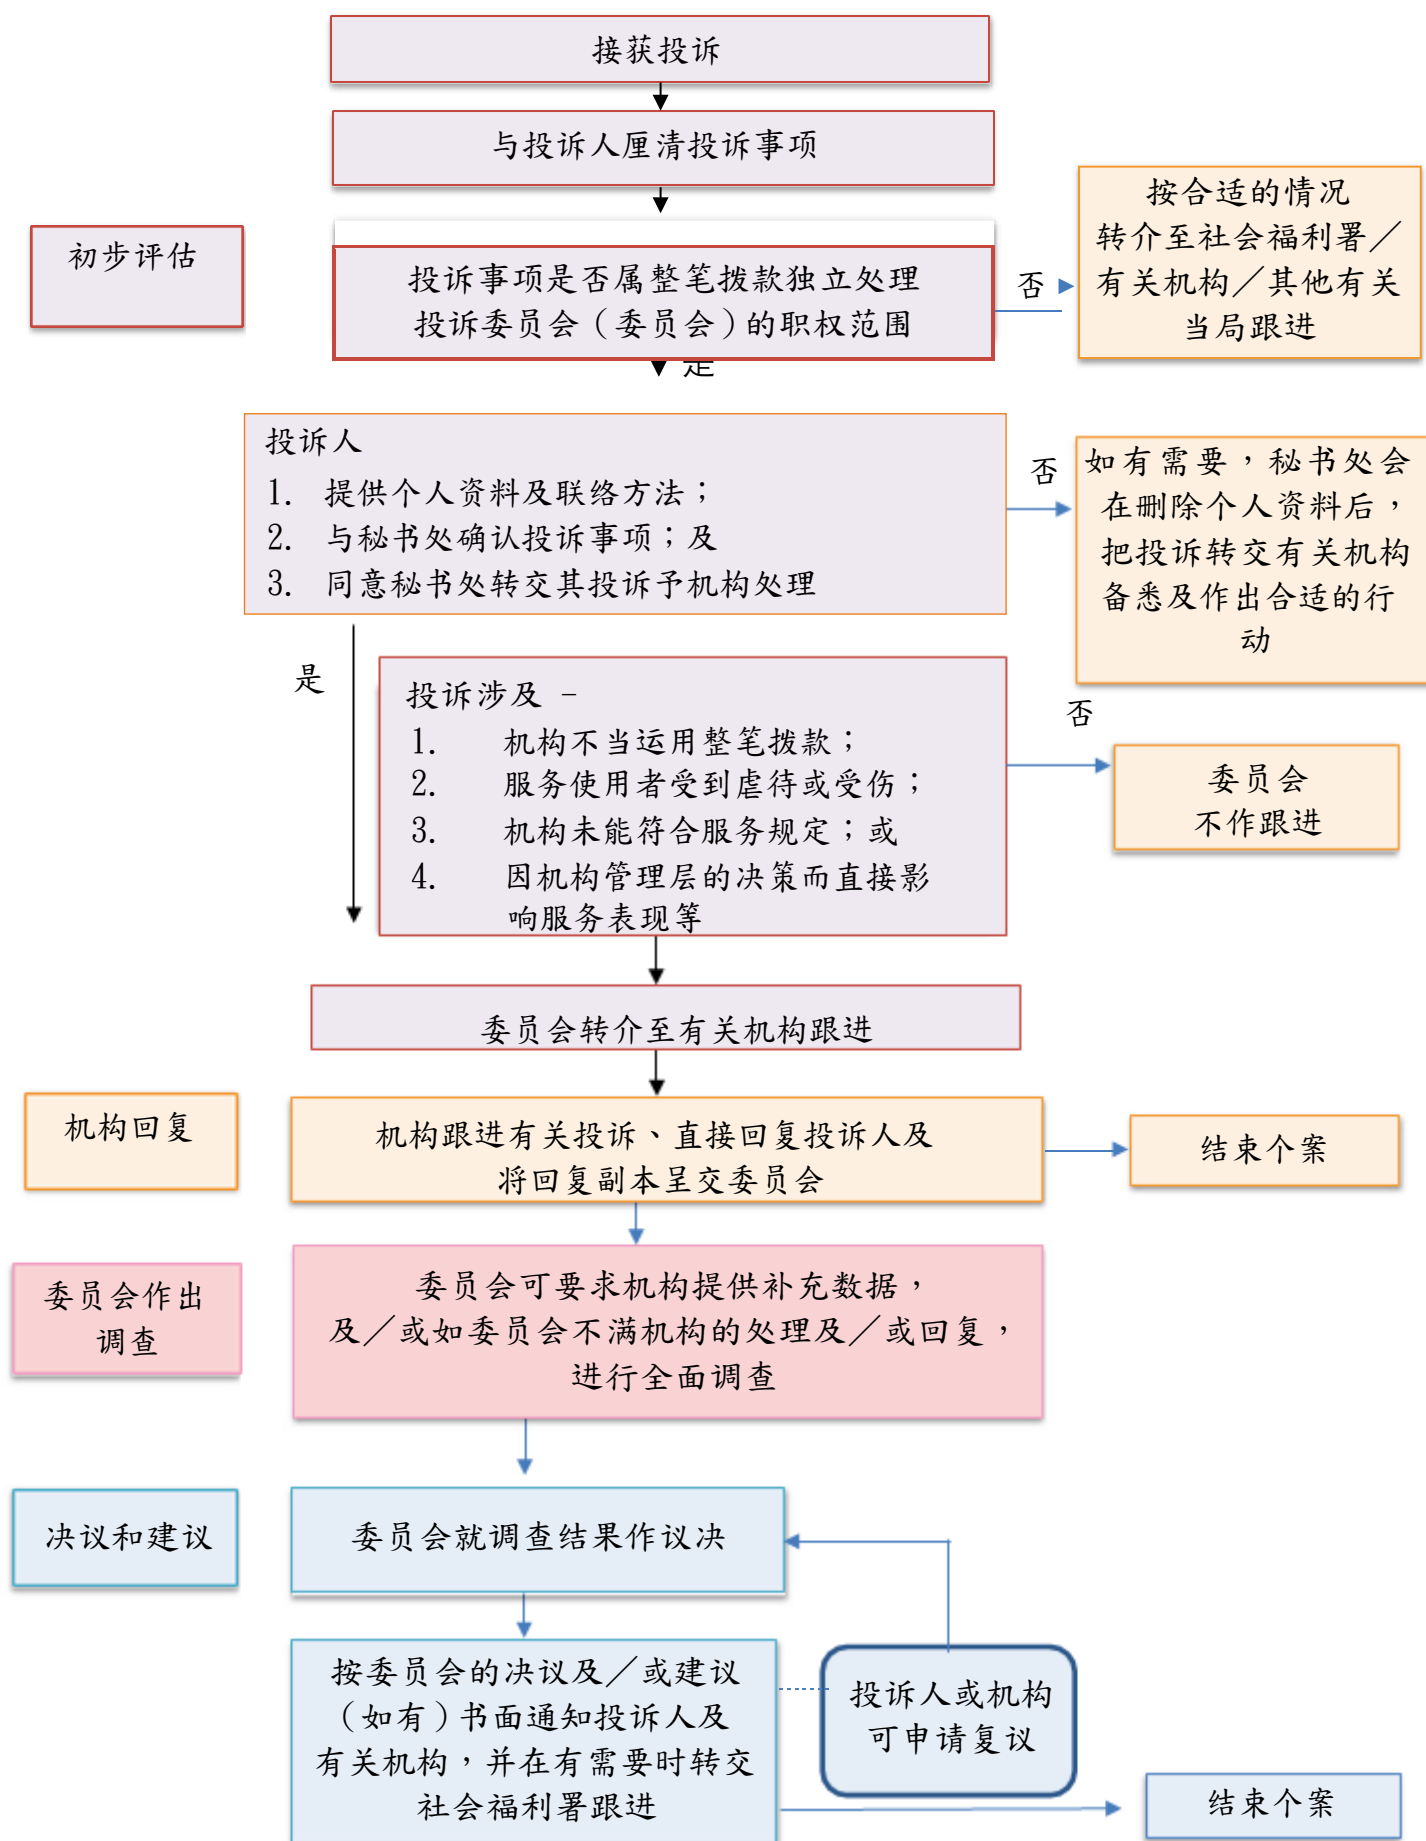 接获投诉
与投诉人厘清投诉事项
初步评估
投诉事项是否属整笔拨款独立处理
投诉委员会（委员会）的职权范围
否
按合适的情况
转介至社会福利署／
有关机构／其他有关
当局跟进
是
投诉人
1. 提供个人资料及联络方法；
2. 与秘书处确认投诉事项；及
3. 同意秘书处转交其投诉予机构处理
否
如有需要，秘书处会
在删除个人资料后，
把投诉转交有关机构
备悉及作出合适的行
动
是
投诉涉及 -
1. 机构不当运用整笔拨款；
2. 服务使用者受到虐待或受伤；
3. 机构未能符合服务规定；或
4. 因机构管理层的决策而直接影
响服务表现等
否
委员会
不作跟进
委员会转介至有关机构跟进
机构回复
机构跟进有关投诉、直接回复投诉人及
将回复副本呈交委员会
结束个案
委员会作出
调查
委员会可要求机构提供补充数据，
及／或如委员会不满机构的处理及／或回复，
进行全面调查
决议和建议
委员会就调查结果作议决
按委员会的决议及／或建议
（如有）书面通知投诉人及
有关机构，并在有需要时转交
社会福利署跟进
投诉人或机构
可申请复议
结束个案